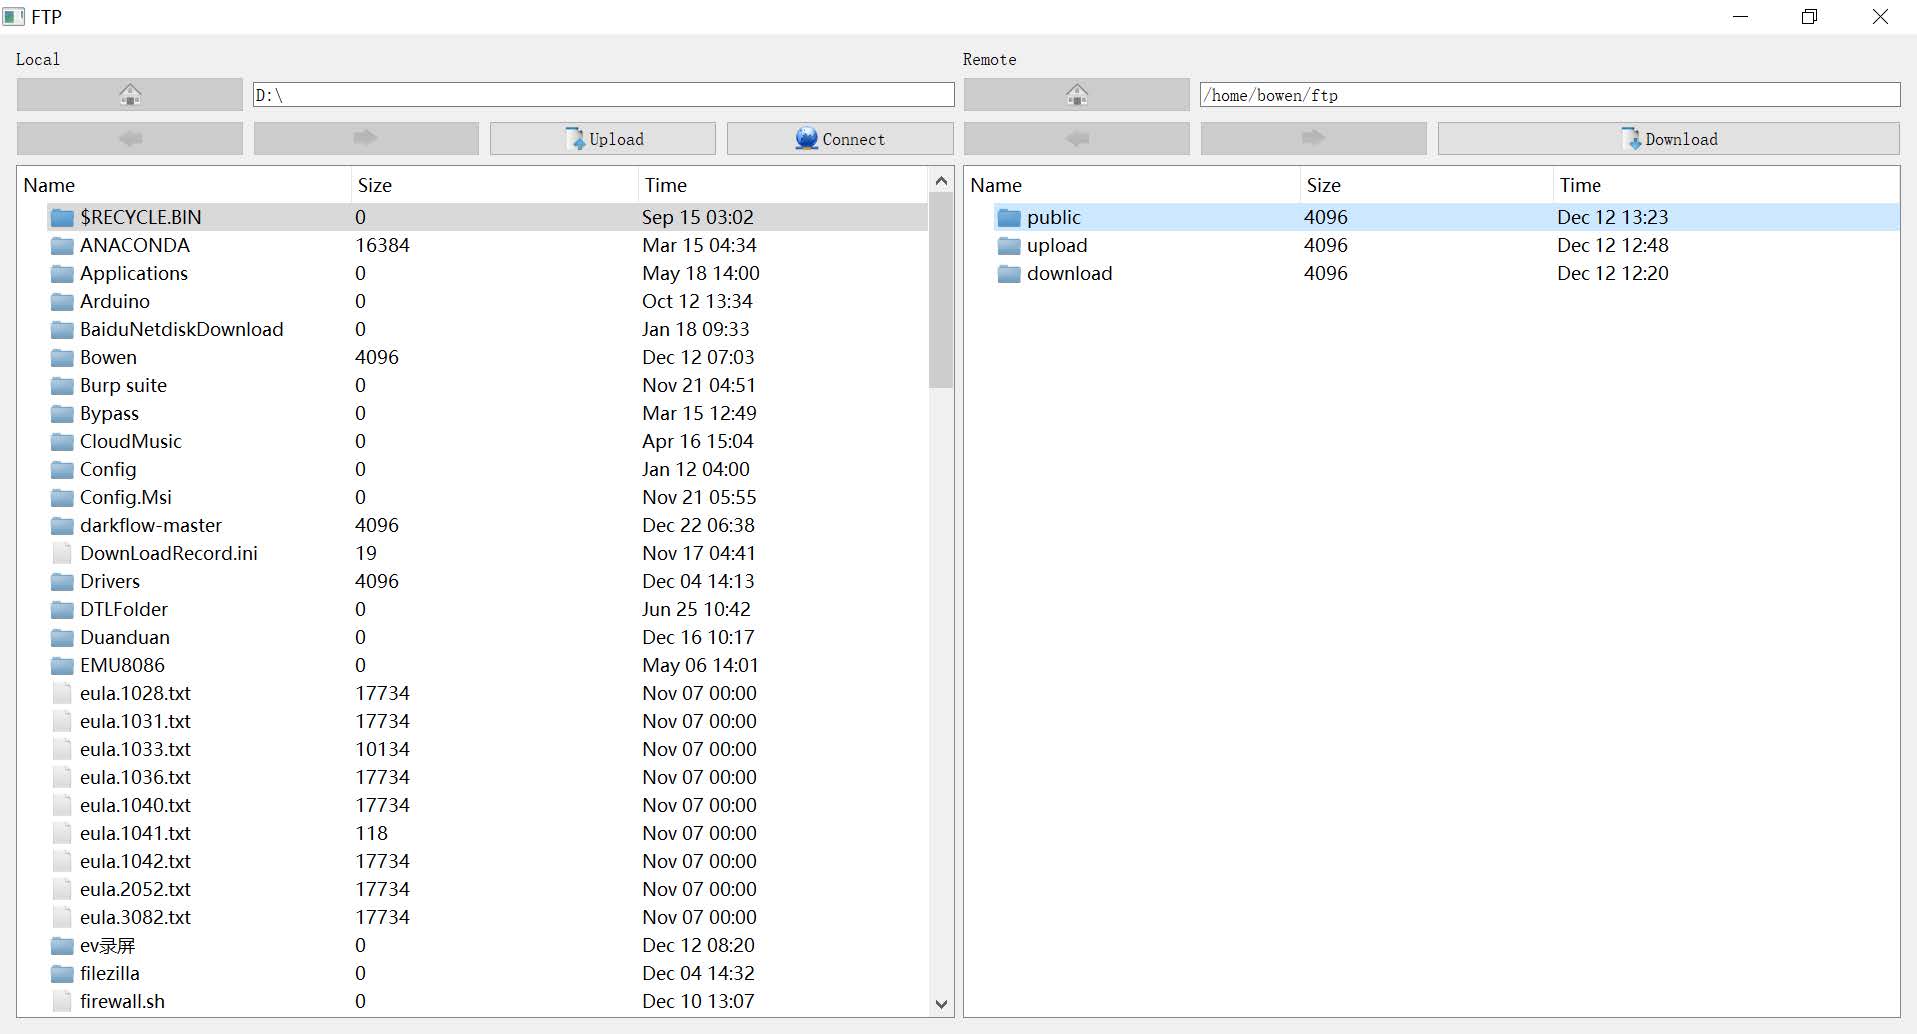 FTP
Local
D:\
Upload Connect
Name Size Time
$RECYCLE.BIN 0 Sep 15 03:02
ANACONDA 16384 Mar 15 04:34
Applications 0 May 18 14:00
Arduino 0 Oct 12 13:34
BaiduNetdiskDownload 0 Jan 18 09:33
Bowen 4096 Dec 12 07:03
Burp suite 0 Nov 21 04:51
Bypass 0 Mar 15 12:49
CloudMusic 0 Apr 16 15:04
Config 0 Jan 12 04:00
Config.Msi 0 Nov 21 05:55
darkflow-master 4096 Dec 22 06:38
DownLoadRecord.ini 19 Nov 17 04:41
Drivers 4096 Dec 04 14:13
DTLFolder 0 Jun 25 10:42
Duanduan 0 Dec 16 10:17
EMU8086 0 May 06 14:01
eula.1028.txt 17734 Nov 07 00:00
eula.1031.txt 17734 Nov 07 00:00
eula.1033.txt 10134 Nov 07 00:00
eula.1036.txt 17734 Nov 07 00:00
eula.1040.txt 17734 Nov 07 00:00
eula.1041.txt 118 Nov 07 00:00
eula.1042.txt 17734 Nov 07 00:00
eula.2052.txt 17734 Nov 07 00:00
eula.3082.txt 17734 Nov 07 00:00
ev录屏 0 Dec 12 08:20
filezilla 0 Dec 04 14:32
firewall.sh 0 Dec 10 13:07
Remote
/home/bowen/ftp
Download
Name Size Time
public 4096 Dec 12 13:23
upload 4096 Dec 12 12:48
download 4096 Dec 12 12:20